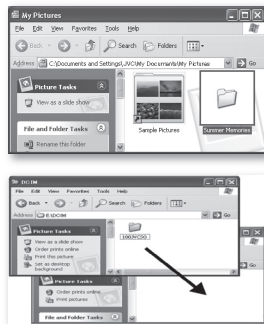 My Pictures
File Edit View Favorites Tools Help
Back Search Folders
Address C:\Documents and Settings\JVC\My Documents\My Pictures Go
Picture Tasks
View as a slide show
File and Folder Tasks
Rename this folder
Sample Pictures
Summer Memories
DCIM
File Edit View Favorites Tools Help
Back Search Folders
Address E:\DCIM Go
Picture Tasks
View as a slide show
Order prints online
Print this picture
Set as desktop
background
100JVCSO
Go
Picture Tasks
Order prints online
Print pictures
File and Folder Tasks